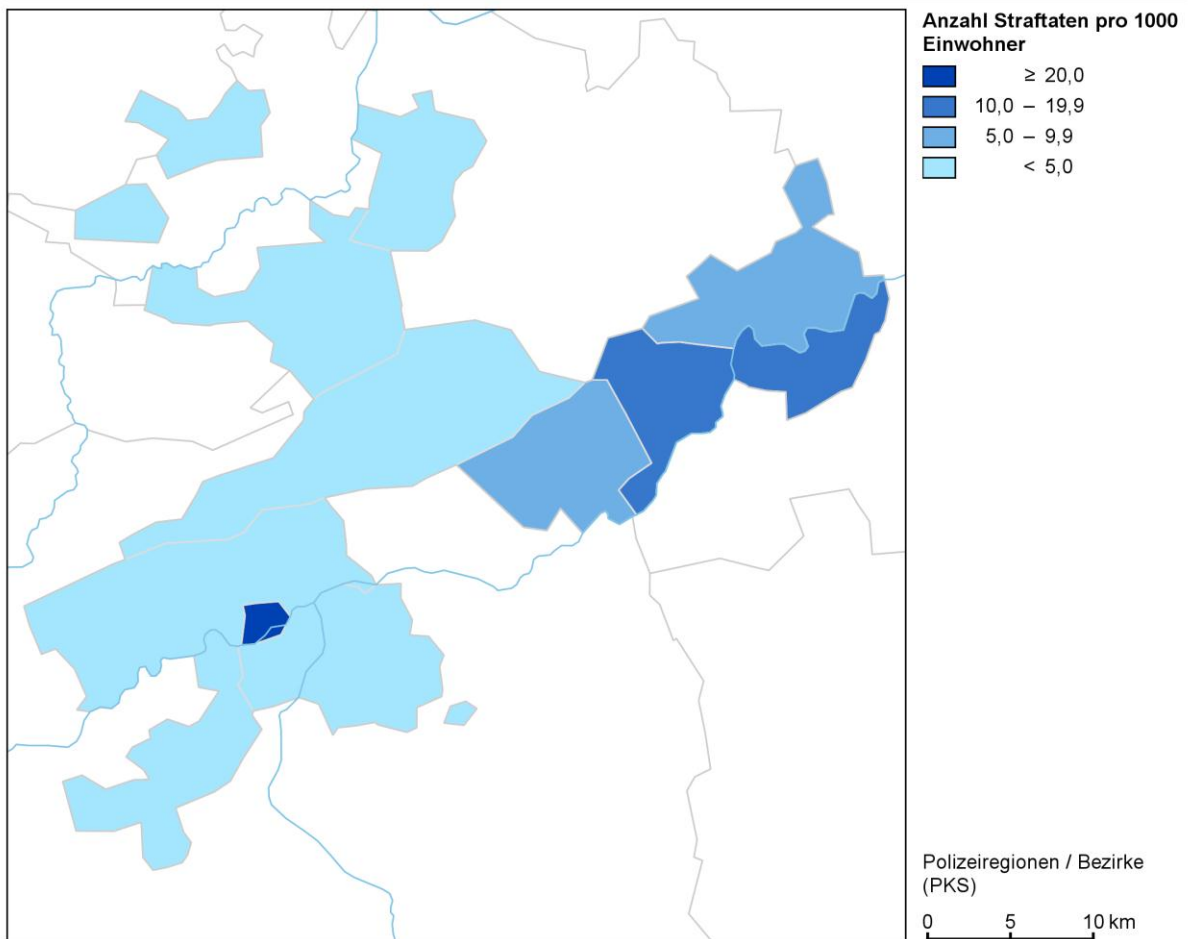 Anzahl Straftaten pro 1000
Einwohner
≥ 20,0
10,0 – 19,9
5,0 – 9,9
< 5,0
Polizeiregionen / Bezirke
(PKS)
0 5 10 km